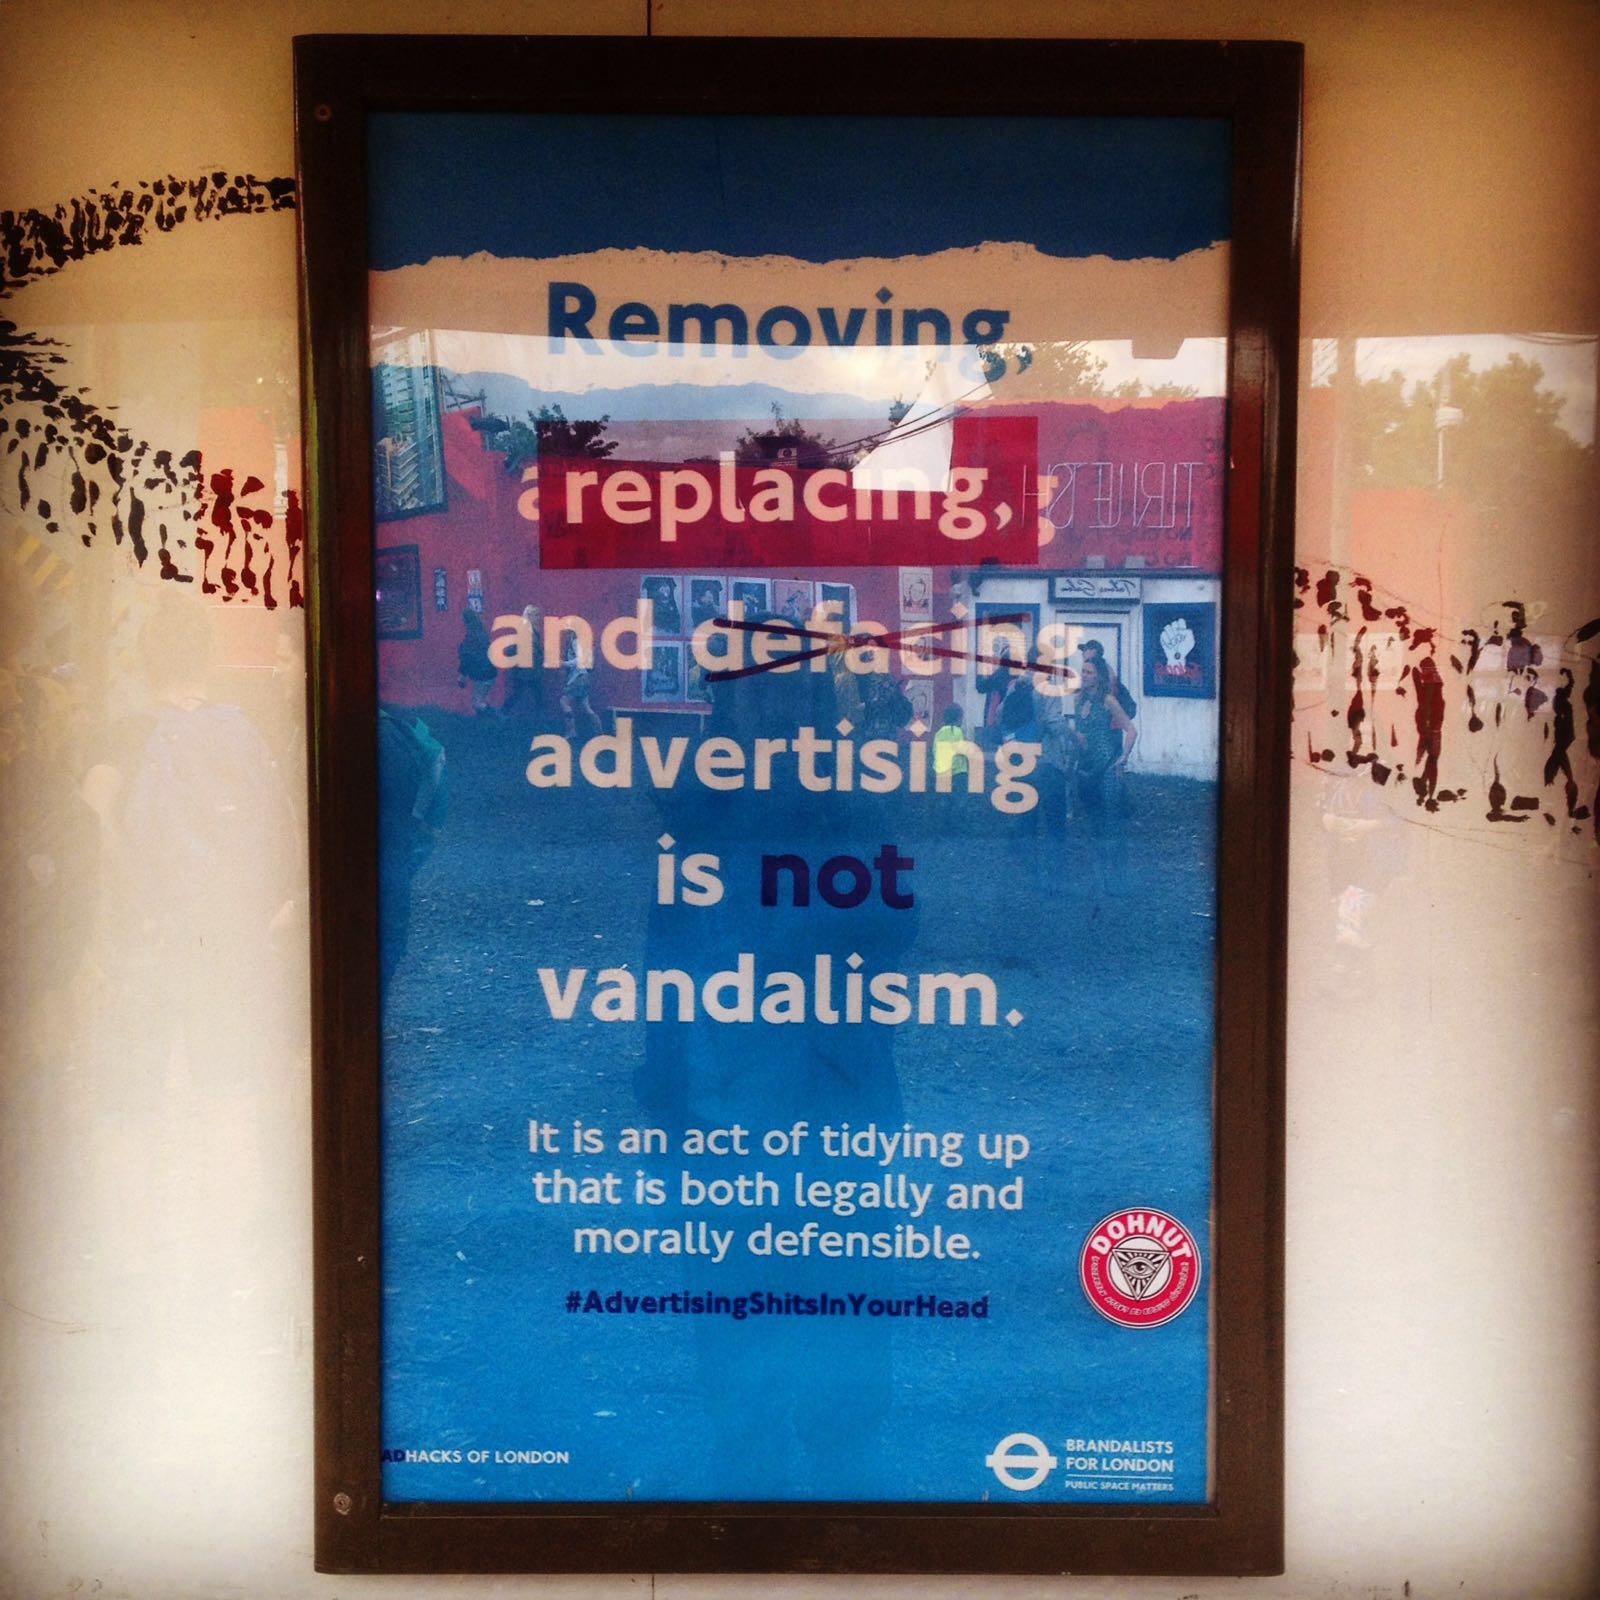 Removing,
replacing,
and defacing
advertising
is not
vandalism.
It is an act of tidying up
that is both legally and
morally defensible.
#AdvertisingShitsInYourHead
DOHNUT
ADHACKS OF LONDON
BRANDALISTS
FOR LONDON
PUBLIC SPACE MATTERS